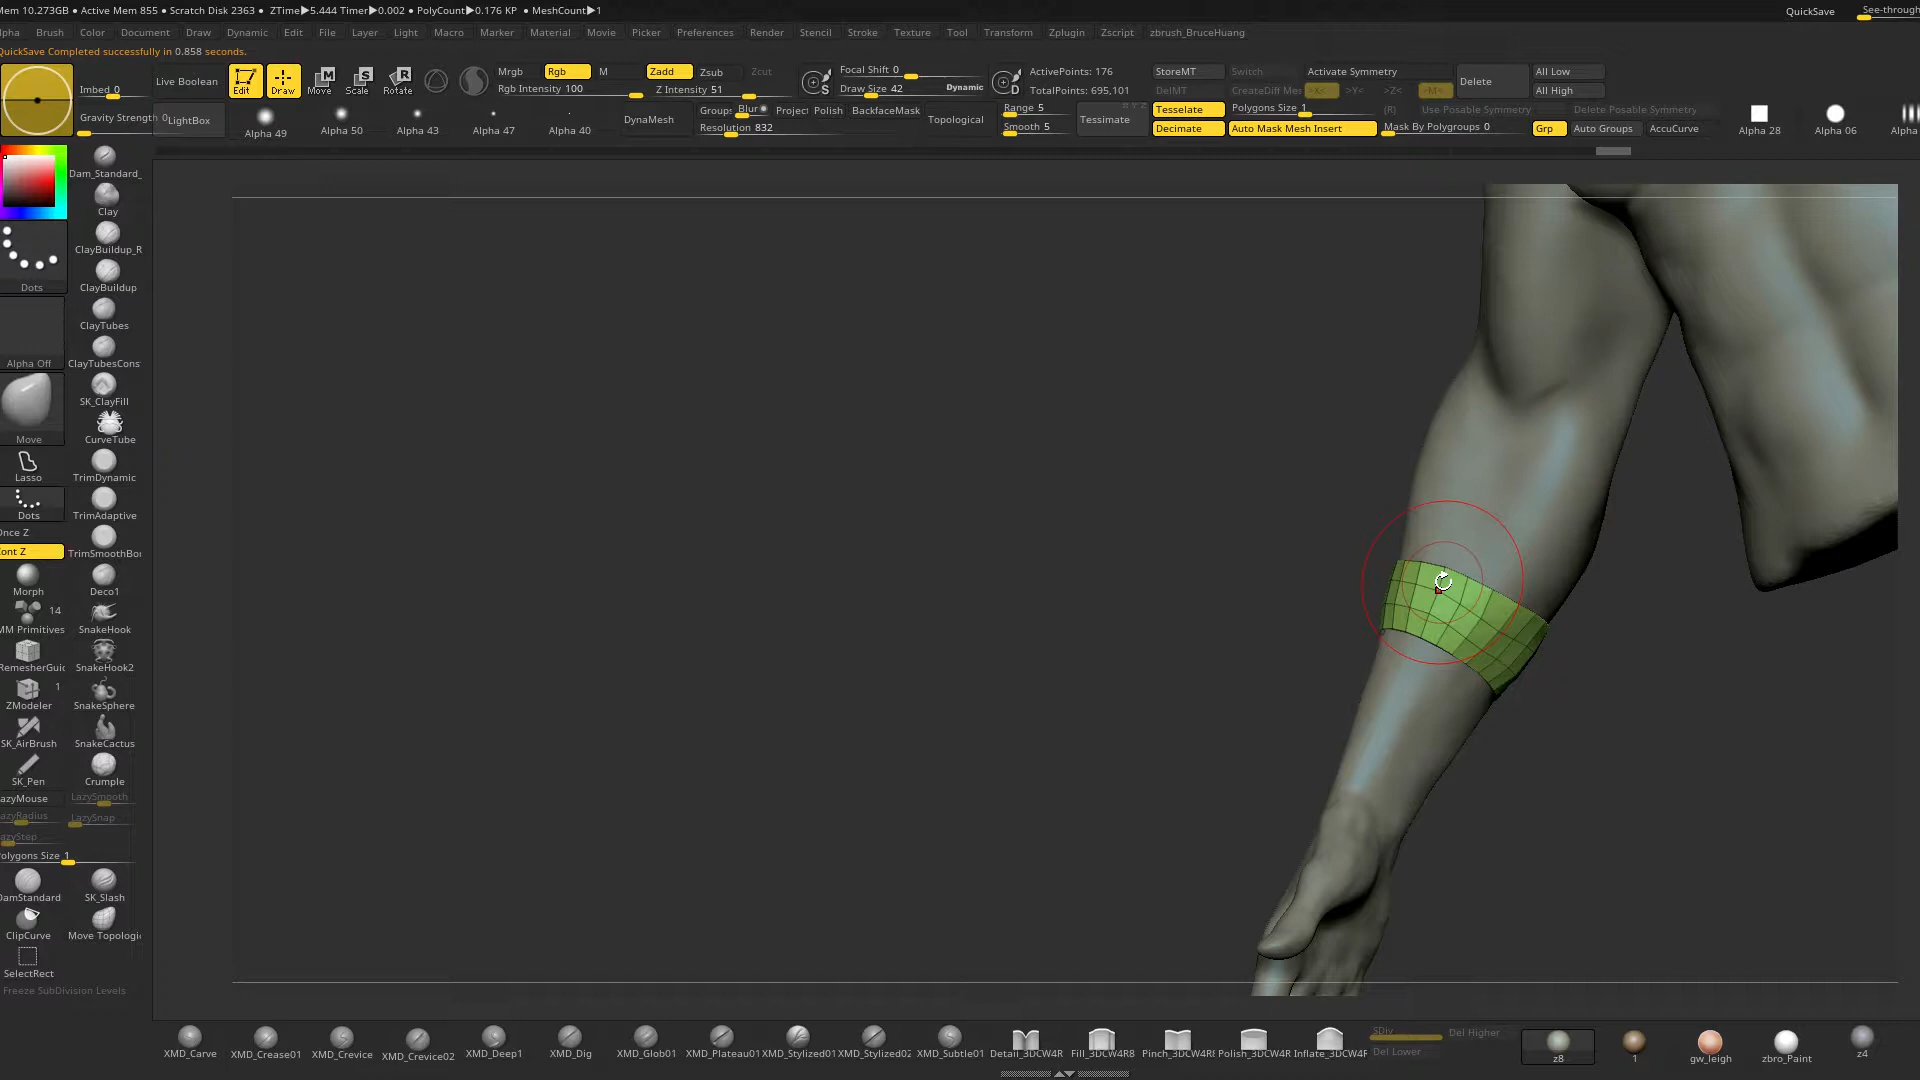 Mem 10.273GB • Active Mem 855 • Scratch Disk 2363 • ZTime▶5.444 Timer▶0.002 • PolyCount▶0.176 KP • MeshCount▶1
QuickSave See-through
lpha Brush Color Document Draw Dynamic Edit File Layer Light Macro Marker Material Movie Picker Preferences Render Stencil Stroke Texture Tool Transform Zplugin Zscript zbrush_BruceHuang
QuickSave Completed successfully in 0.858 seconds.
Imbed 0
Gravity Strength 0
Live Boolean
LightBox
Edit Draw Move Scale Rotate
Mrgb Rgb M
Rgb Intensity 100
Zadd Zsub Zcut
Z Intensity 51
Focal Shift 0
Draw Size 42 Dynamic
ActivePoints: 176
TotalPoints: 695,101
StoreMT Switch Activate Symmetry
DelMT CreateDiff Mes >X< >Y< >Z< >M<
Delete
All Low
All High
Alpha 49 Alpha 50 Alpha 43 Alpha 47 Alpha 40
DynaMesh
Groups Blur Project Polish BackfaceMask
Resolution 832
Topological
Range 5
Smooth 5
Tessimate
Tesselate Polygons Size 1 (R) Use Posable Symmetry Delete Posable Symmetry
Decimate Auto Mask Mesh Insert Mask By Polygroups 0 Grp Auto Groups AccuCurve
Alpha 28 Alpha 06 Alpha
Dam_Standard_
Clay
ClayBuildup_R
Dots ClayBuildup
ClayTubes
Alpha Off ClayTubesCons
SK_ClayFill
Move CurveTube
Lasso TrimDynamic
Dots TrimAdaptive
Once Z
Cont Z TrimSmoothBor
Morph Deco1
14
MM Primitives SnakeHook
RemesherGuid SnakeHook2
1
ZModeler SnakeSphere
SK_AirBrush SnakeCactus
SK_Pen Crumple
azyMouse LazySmooth
azyRadius LazySnap
azyStep
olygons Size 1
DamStandard SK_Slash
ClipCurve Move Topologic
SelectRect
Freeze SubDivision Levels
XMD_Carve XMD_Crease01 XMD_Crevice XMD_Crevice02 XMD_Deep1 XMD_Dig XMD_Glob01 XMD_Plateau01 XMD_Stylized01 XMD_Stylized02 XMD_Subtle01 Detail_3DCW4R Fill_3DCW4R8 Pinch_3DCW4R8 Polish_3DCW4R Inflate_3DCW4R
SDiv Del Higher
Del Lower
z8 1 gw_leigh zbro_Paint z4